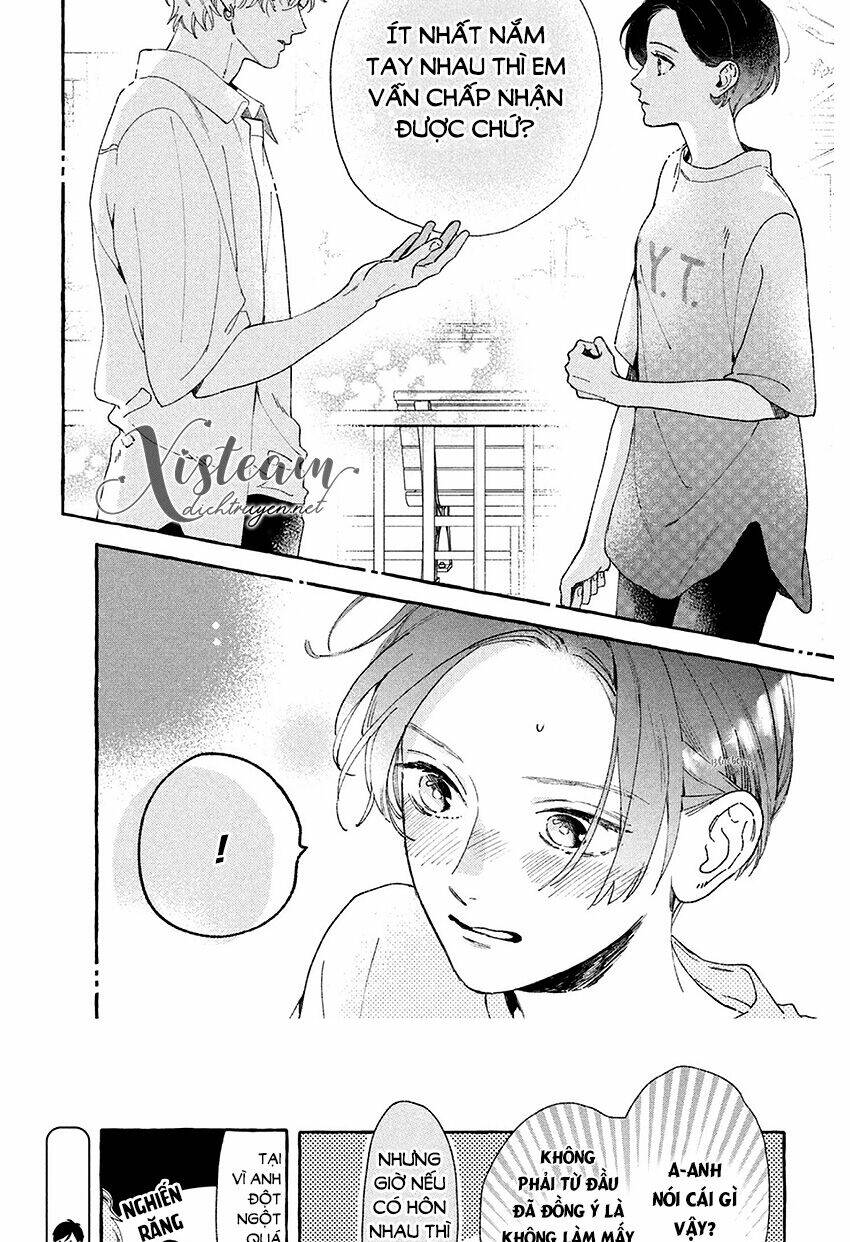 ÍT NHẤT NẮM
TAY NHAU THÌ EM
VẪN CHẤP NHẬN
ĐƯỢC CHỨ?
.Y.T.
Xisteam
dichtruyen.net
!
A-ANH
NÓI CÁI GÌ
VẬY?
KHÔNG
PHẢI TỪ ĐẦU
ĐÃ ĐỒNG Ý LÀ
KHÔNG LÀM MẤY
NHƯNG
GIỜ NẾU
CÓ HÔN
NHAU THÌ
TẠI
VÌ ANH
ĐỘT
NGỘT
QUÁ
NGHIẾN
RĂNG